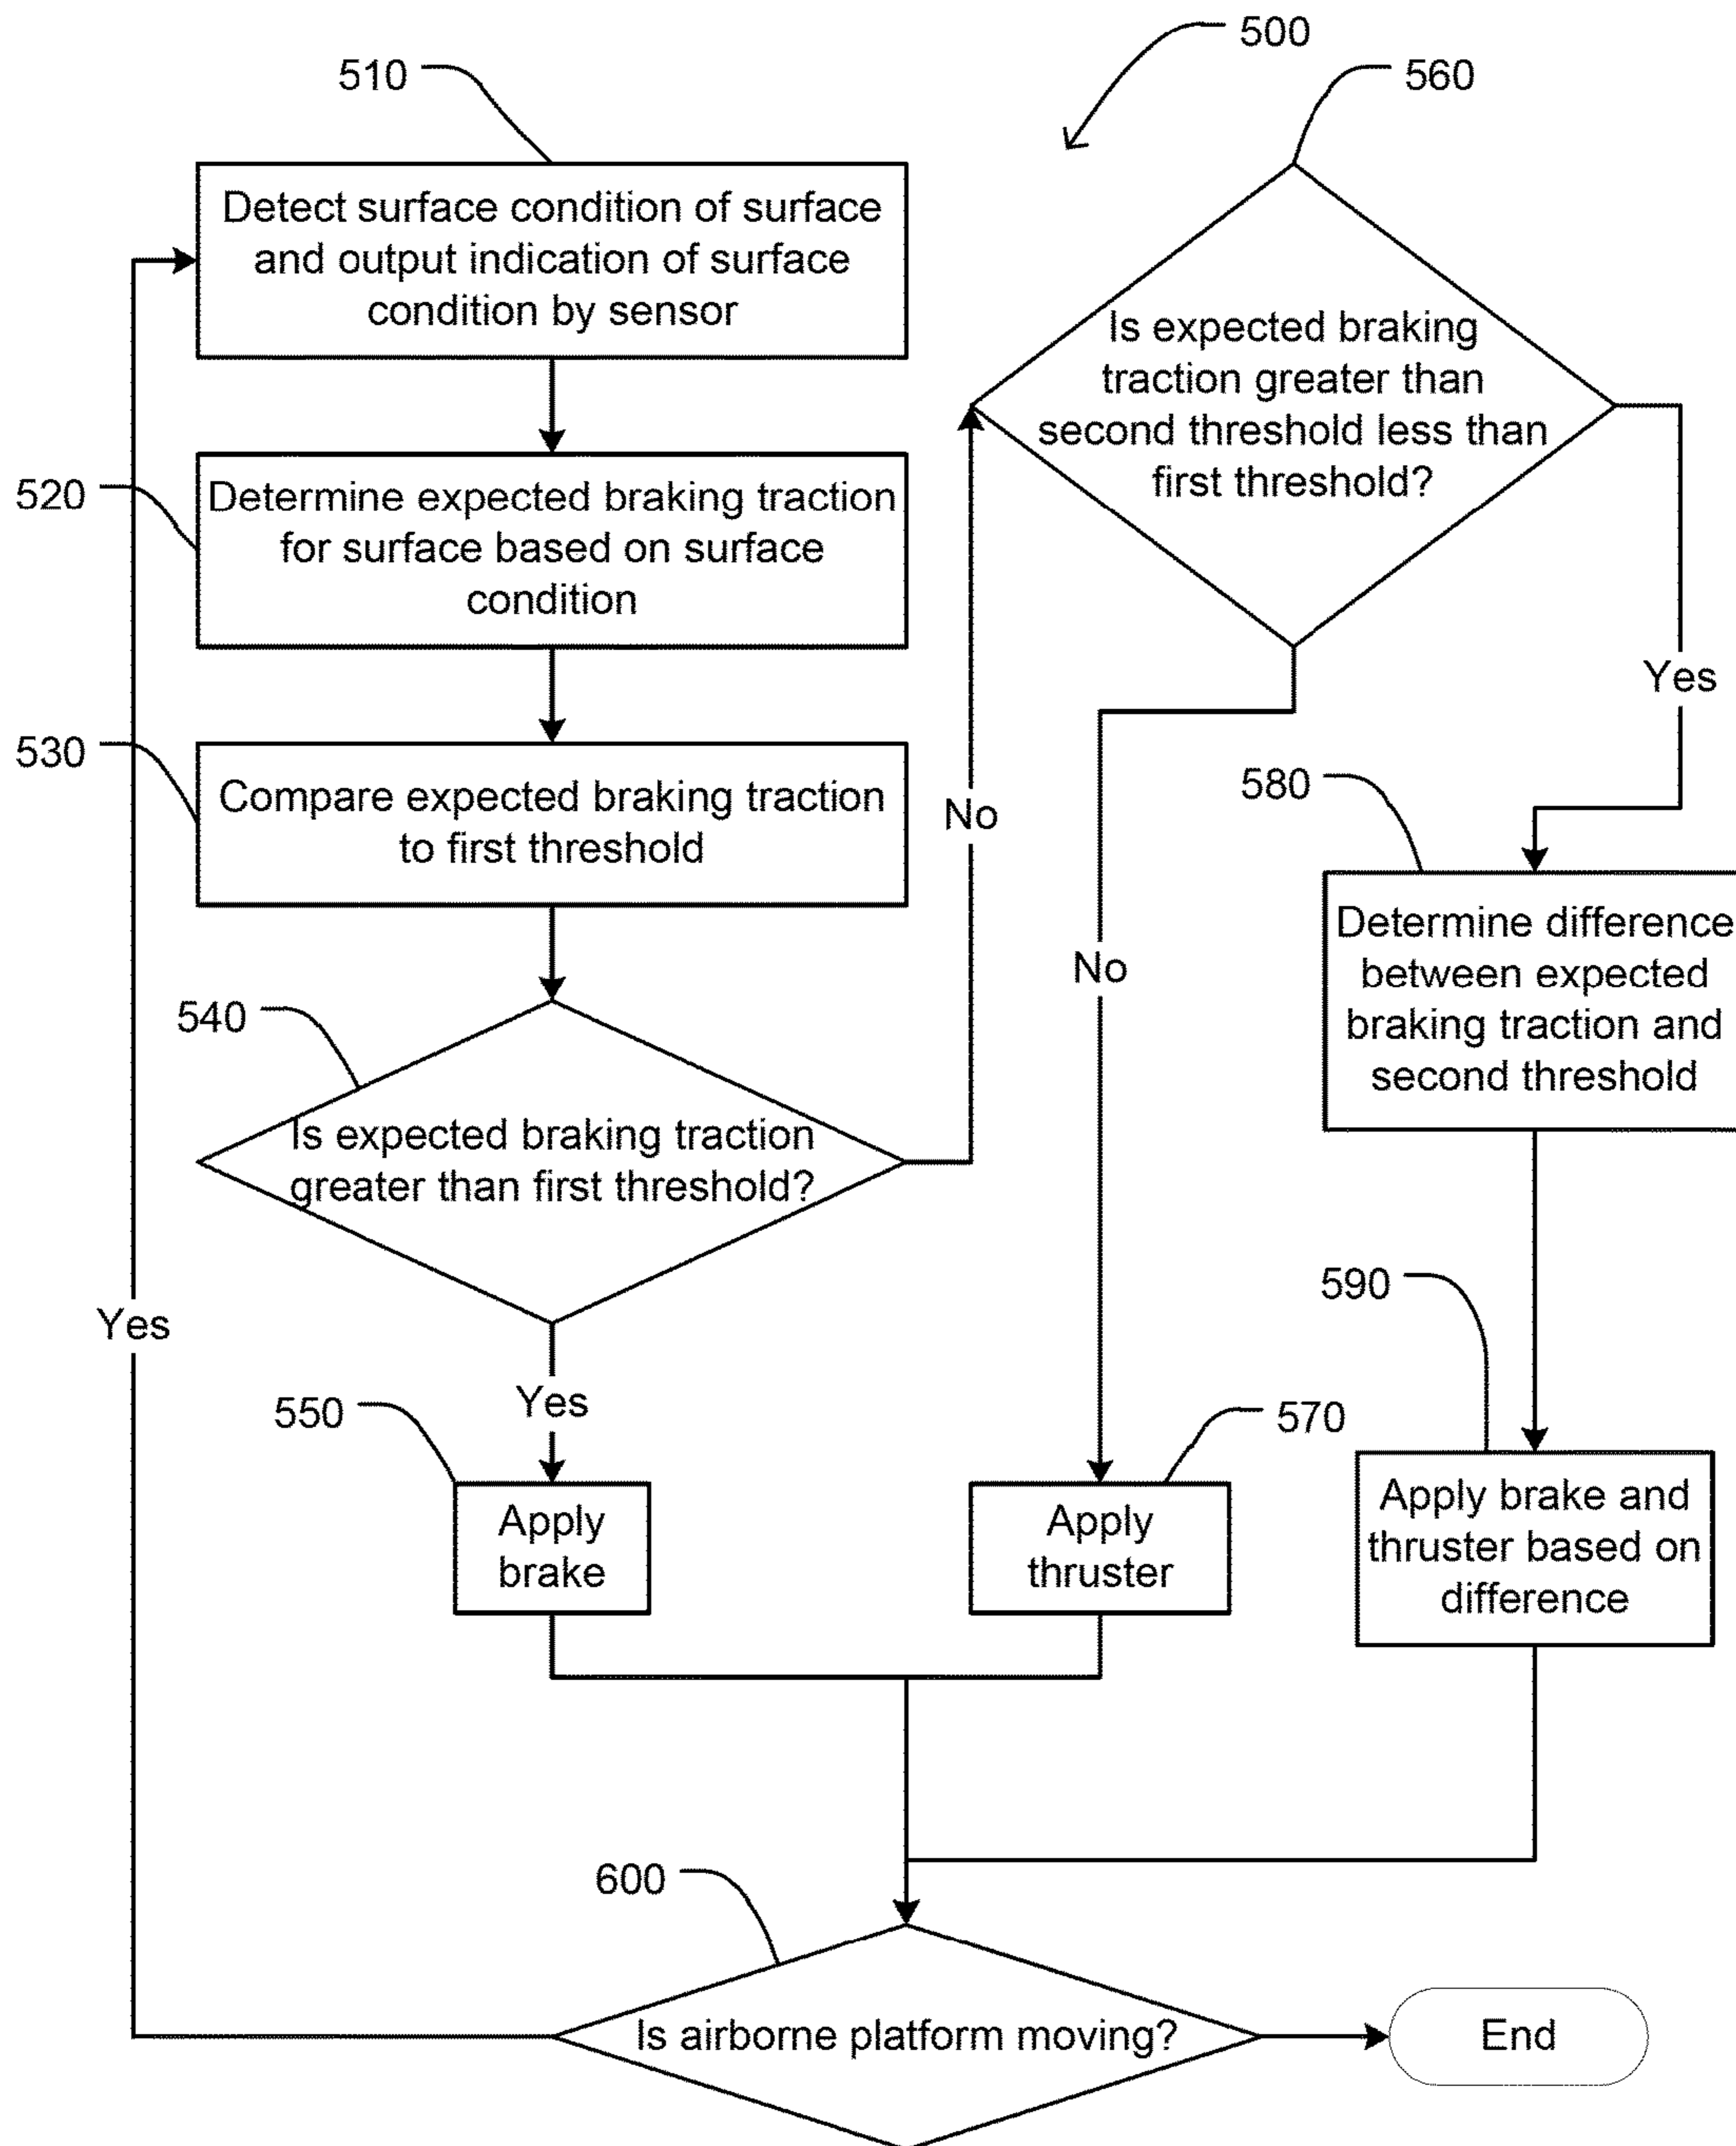 500
510
Detect surface condition of surface
and output indication of surface
condition by sensor
520
Determine expected braking traction
for surface based on surface
condition
530
Compare expected braking traction
to first threshold
540
Is expected braking traction
greater than first threshold?
No
Yes
550
Apply
brake
560
Is expected braking
traction greater than
second threshold less than
first threshold?
No
570
Apply
thruster
Yes
580
Determine difference
between expected
braking traction and
second threshold
590
Apply brake and
thruster based on
difference
600
Is airborne platform moving?
Yes
End